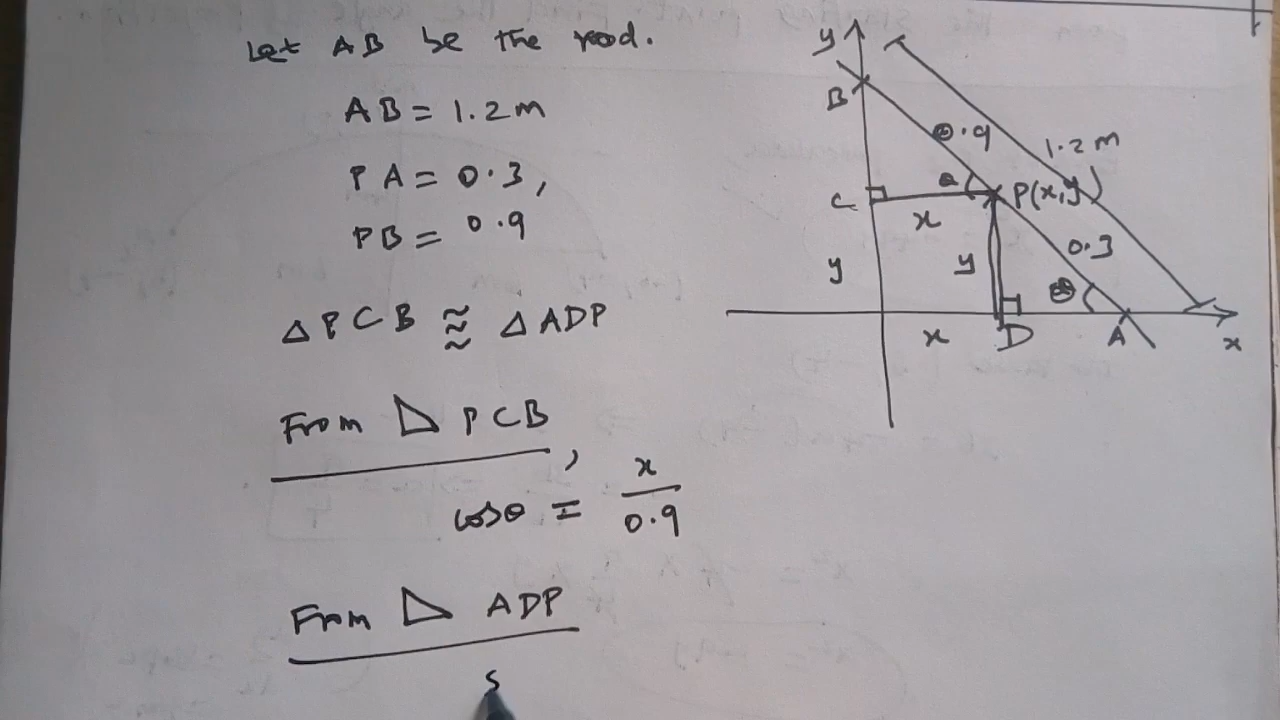 Let AB be the rod.
AB = 1.2 m
PA = 0.3,
PB = 0.9
△PCB ≈ △ADP
From △ PCB,
cosθ = x/0.9
From △ ADP
s
y
B
0.9
1.2 m
C
θ
P(x,y
x
0.3
y
y
θ
x
D
A
x